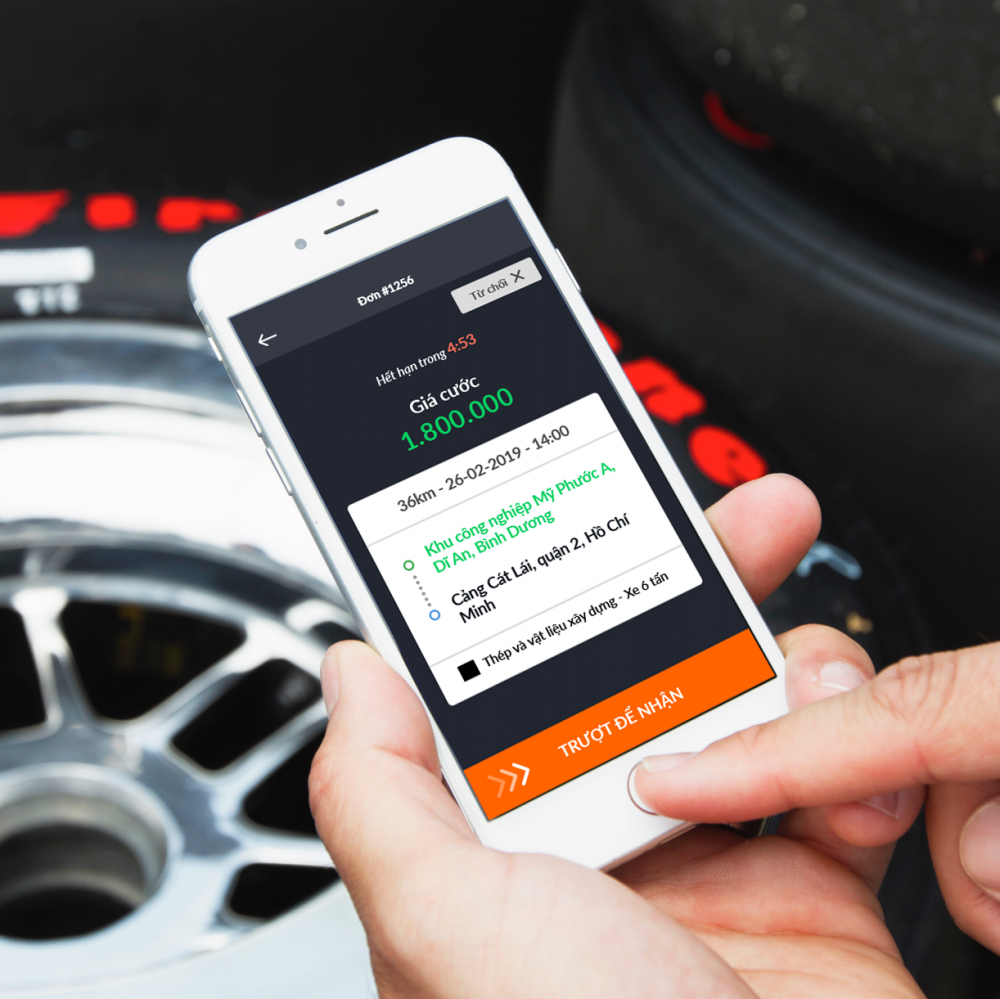 Đơn #1256
Từ chối
Hết hạn trong 4:53
Giá cước
1.800.000
36km - 26-02-2019 - 14:00
Khu công nghiệp Mỹ Phước A,
Dĩ An, Bình Dương
Cảng Cát Lái, quận 2, Hồ Chí
Minh
Thép và vật liệu xây dựng - Xe 6 tấn
TRƯỢT ĐỂ NHẬN